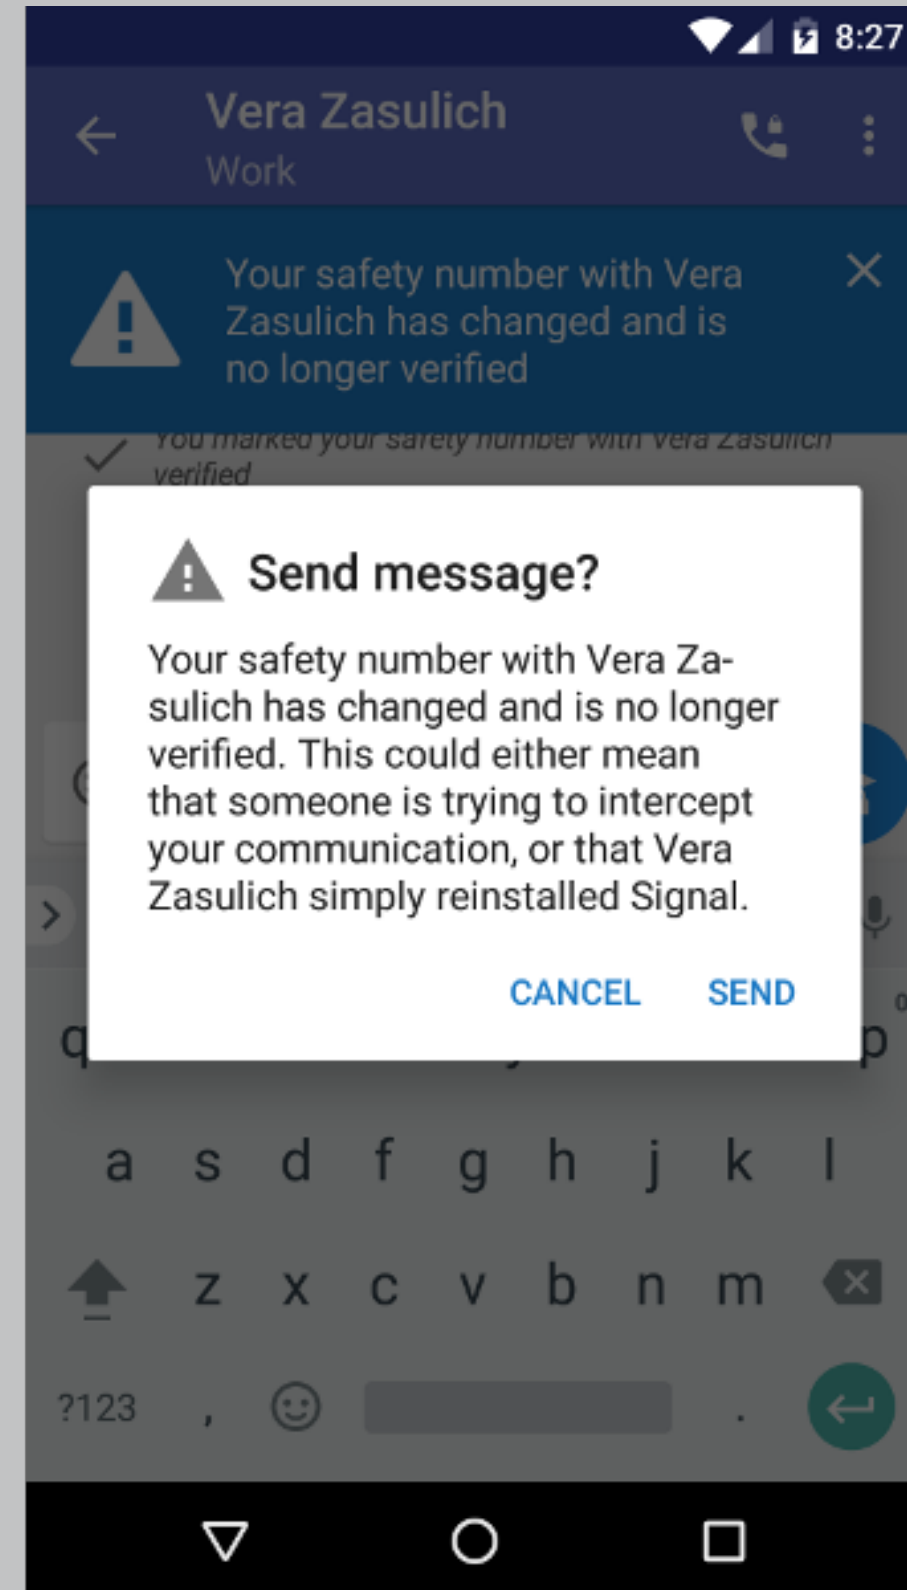 8:27
Vera Zasulich
Work
Your safety number with Vera
Zasulich has changed and is
no longer verified
You marked your safety number with Vera Zasulich
verified
Send message?
Your safety number with Vera Za-
sulich has changed and is no longer
verified. This could either mean
that someone is trying to intercept
your communication, or that Vera
Zasulich simply reinstalled Signal.
CANCEL SEND
q p
a s d f g h j k l
z x c v b n m
?123 , .